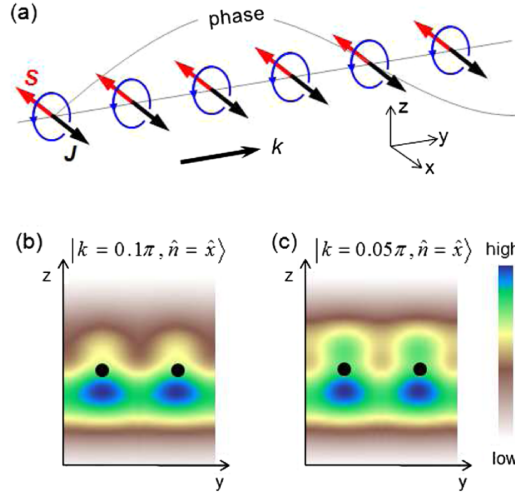 (a)
phase
S
J
k
z
y
x
(b) |k = 0.1π, n̂ = x̂⟩
(c) |k = 0.05π, n̂ = x̂⟩
high
z
z
low
y
y